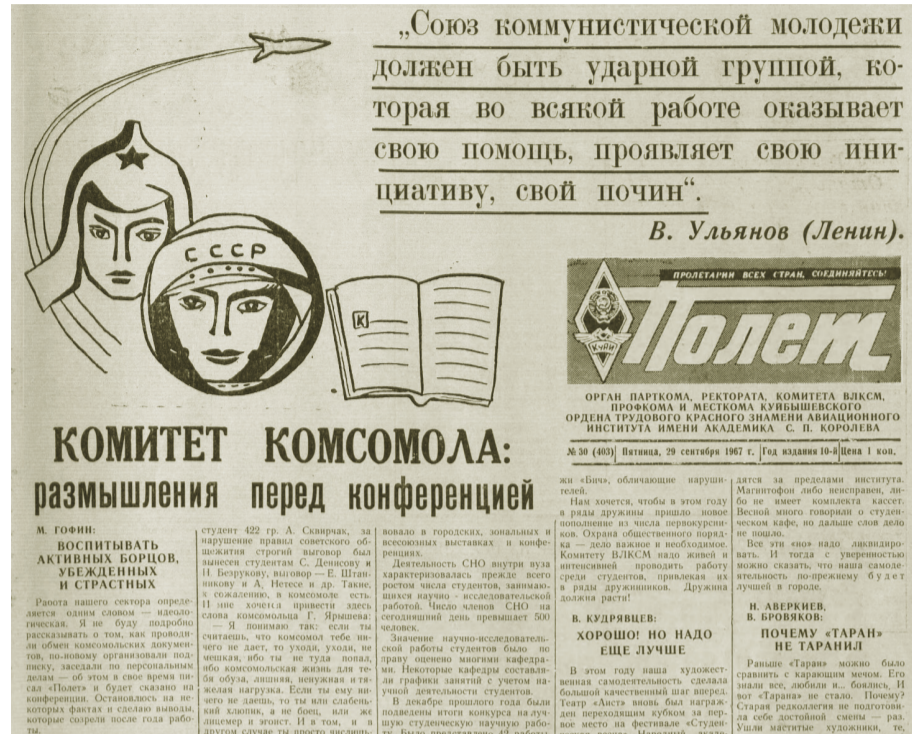 „Союз коммунистической молодежи
должен быть ударной группой, ко-
торая во всякой работе оказывает
свою помощь, проявляет свою ини-
циативу, свой почин“.
В. Ульянов (Ленин).
СССР
К
ПРОЛЕТАРИИ ВСЕХ СТРАН, СОЕДИНЯЙТЕСЬ!
КуАИ
Полет
ОРГАН ПАРТКОМА, РЕКТОРАТА, КОМИТЕТА ВЛКСМ,
ПРОФКОМА И МЕСТКОМА КУЙБЫШЕВСКОГО
ОРДЕНА ТРУДОВОГО КРАСНОГО ЗНАМЕНИ АВИАЦИОННОГО
ИНСТИТУТА ИМЕНИ АКАДЕМИКА С. П. КОРОЛЕВА
№ 30 (403) Пятница, 29 сентября 1967 г. Год издания 10-й Цена 1 коп.
КОМИТЕТ КОМСОМОЛА:
размышления перед конференцией
М. ГОФИН:
ВОСПИТЫВАТЬ
АКТИВНЫХ БОРЦОВ,
УБЕЖДЕННЫХ
И СТРАСТНЫХ
Работа нашего сектора опреде-
ляется одним словом — идеоло-
гическая. Я не буду подробно
рассказывать о том, как проводи-
ли обмен комсомольских докумен-
тов, по-новому организовали под-
писку, заседали по персональным
делам — об этом в свое время пи-
сал «Полет» и будет сказано на
конференции. Остановлюсь на не-
которых фактах и сделаю выводы,
которые созрели после года рабо-
ты.
студент 422 гр. А. Сквирчак, за
нарушение правил советского об-
щежития строгий выговор был
вынесен студентам С. Денисову и
Н. Безрукову, выговор — Е. Штан-
никову и А. Нетесе и др. Такие,
к сожалению, в комсомоле есть.
И мне хочется привести здесь
слова комсомольца Г. Ярышева:
— Я понимаю так: если ты
считаешь, что комсомол тебе ни-
чего не дает, то уходи, уходи, не
мешкая, ибо ты не туда попал,
ибо комсомольская жизнь для те-
бя обуза, лишняя, ненужная и тя-
желая нагрузка. Если ты ему ни-
чего не даешь, то ты или слабень-
кий хлюпик, а не боец, или же
лицемер и эгоист. И в том, и в
другом случае ты просто числишь-
вовало в городских, зональных и
всесоюзных выставках и конфе-
ренциях.
Деятельность СНО внутри вуза
характеризовалась прежде всего
ростом числа студентов, занимаю-
щихся научно - исследовательской
работой. Число членов СНО на
сегодняшний день превышает 500
человек.
Значение научно-исследователь-
ской работы студентов было по
праву оценено многими кафедра-
ми. Некоторые кафедры составля-
ли графики занятий с учетом на-
учной деятельности студентов.
В декабре прошлого года были
подведены итоги конкурса на луч-
шую студенческую научную рабо-
жи «Бич», обличающие наруши-
телей.
Нам хочется, чтобы в этом году
в ряды дружины пришло новое
пополнение из числа первокурсни-
ков. Охрана общественного поряд-
ка — дело важное и необходимое.
Комитету ВЛКСМ надо живей и
интенсивней проводить работу
среди студентов, привлекая их
в ряды дружинников. Дружина
должна расти!
В. КУДРЯВЦЕВ:
ХОРОШО! НО НАДО
ЕЩЕ ЛУЧШЕ
В этом году наша художест-
венная самодеятельность сделала
большой качественный шаг вперед.
Театр «Аист» вновь был награж-
ден переходящим кубком за пер-
вое место на фестивале «Студен-
дятся за пределами института.
Магнитофон либо неисправен, ли-
бо не имеет комплекта кассет.
Весной много говорили о студен-
ческом кафе, но дальше слов дело
не пошло.
Все эти «но» надо ликвидиро-
вать. И тогда с уверенностью
можно сказать, что наша самоде-
ятельность по-прежнему будет
лучшей в городе.
Н. АВЕРКИЕВ,
В. БРОВЯКОВ:
ПОЧЕМУ «ТАРАН»
НЕ ТАРАНИЛ
Раньше «Таран» можно было
сравнить с карающим мечом. Его
знали все, любили и... боялись, И
вот «Тарана» не стало. Почему?
Старая редколлегия не подготови-
ла себе достойной смены — раз.
Ушли маститые художники, те,